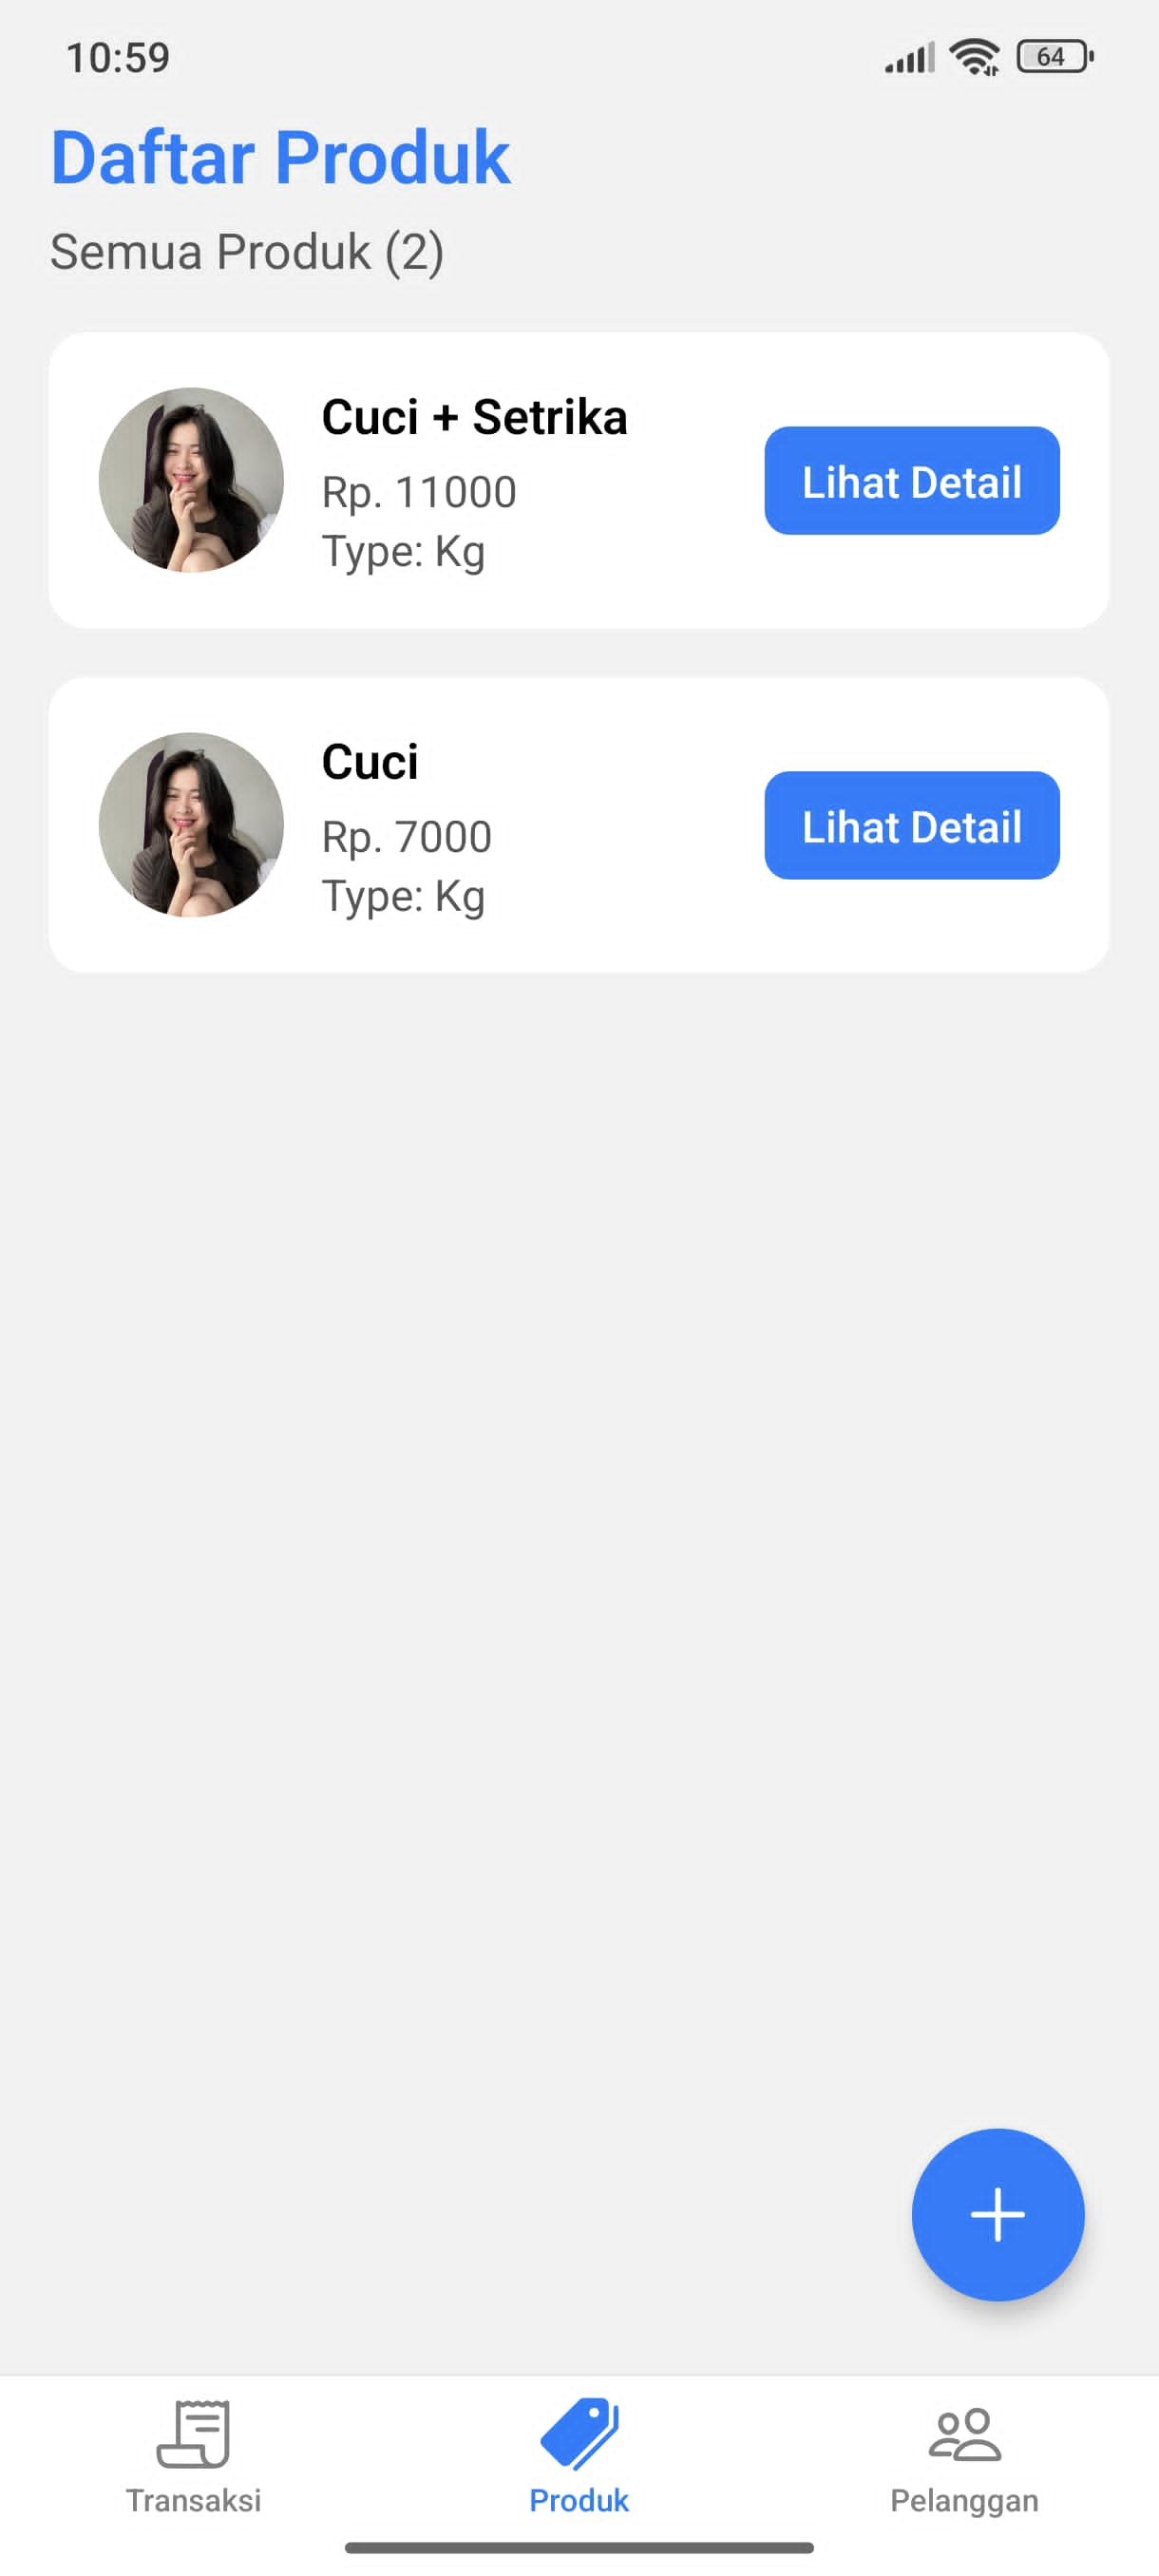 10:59
64
Daftar Produk
Semua Produk (2)
Cuci + Setrika
Rp. 11000
Type: Kg
Lihat Detail
Cuci
Rp. 7000
Type: Kg
Lihat Detail
Transaksi
Produk
Pelanggan